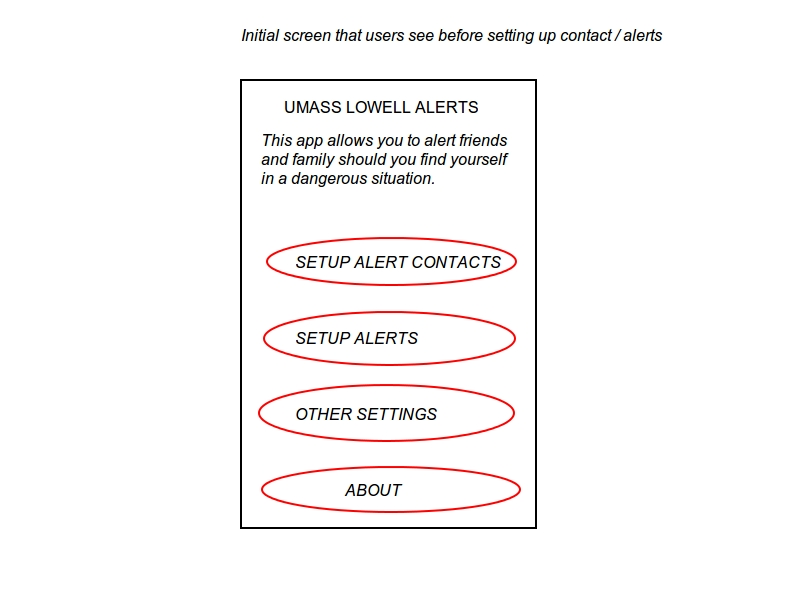 Initial screen that users see before setting up contact / alerts
UMASS LOWELL ALERTS
This app allows you to alert friends
and family should you find yourself
in a dangerous situation.
SETUP ALERT CONTACTS
SETUP ALERTS
OTHER SETTINGS
ABOUT